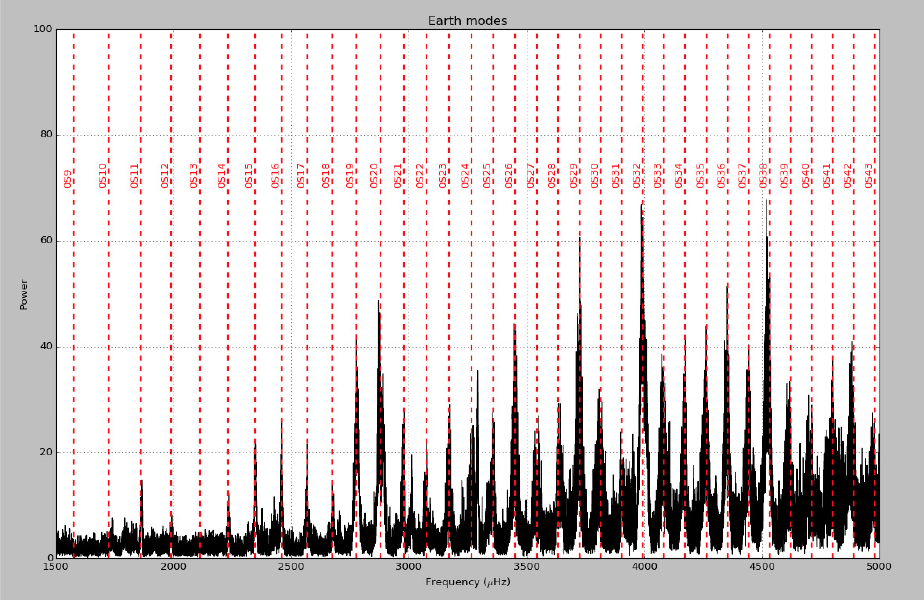 Earth modes
100
80
60
40
20
0
Power
0S9 0S10 0S11 0S12 0S13 0S14 0S15 0S16 0S17 0S18 0S19 0S20 0S21 0S22 0S23 0S24 0S25 0S26 0S27 0S28 0S29 0S30 0S31 0S32 0S33 0S34 0S35 0S36 0S37 0S38 0S39 0S40 0S41 0S42 0S43
1500 2000 2500 3000 3500 4000 4500 5000
Frequency (μHz)